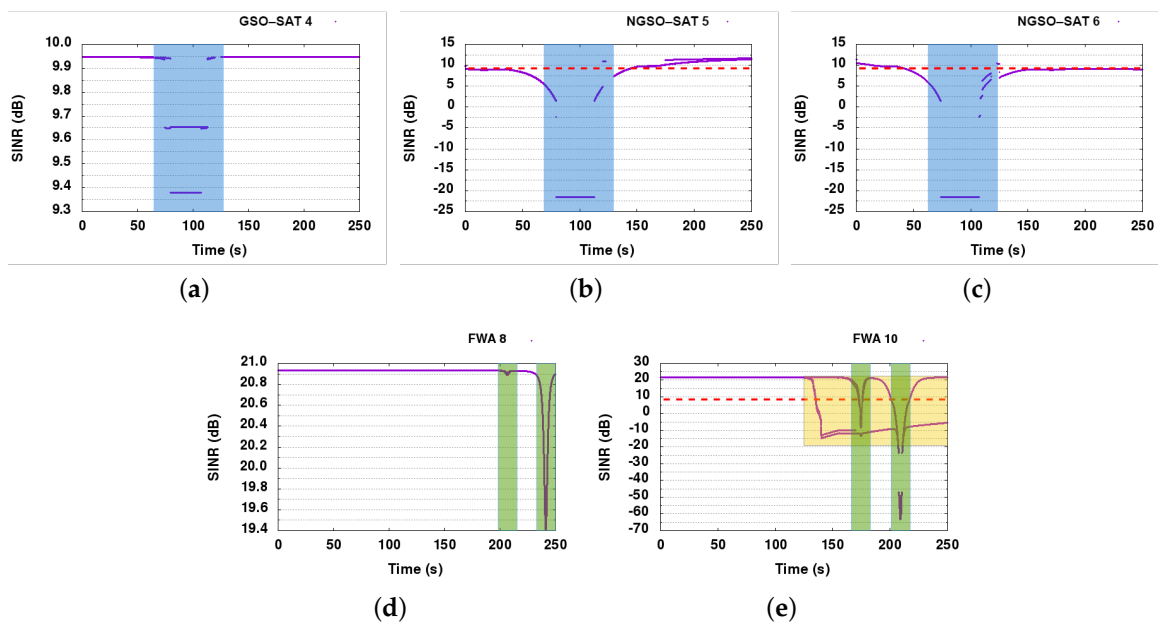 GSO–SAT 4
SINR (dB)
10.0
9.9
9.8
9.7
9.6
9.5
9.4
9.3
0 50 100 150 200 250
Time (s)
(a)
NGSO–SAT 5
SINR (dB)
15
10
5
0
-5
-10
-15
-20
-25
0 50 100 150 200 250
Time (s)
(b)
NGSO–SAT 6
SINR (dB)
15
10
5
0
-5
-10
-15
-20
-25
0 50 100 150 200 250
Time (s)
(c)
FWA 8
SINR (dB)
21.0
20.8
20.6
20.4
20.2
20.0
19.8
19.6
19.4
0 50 100 150 200 250
Time (s)
(d)
FWA 10
SINR (dB)
30
20
10
0
-10
-20
-30
-40
-50
-60
-70
0 50 100 150 200 250
Time (s)
(e)